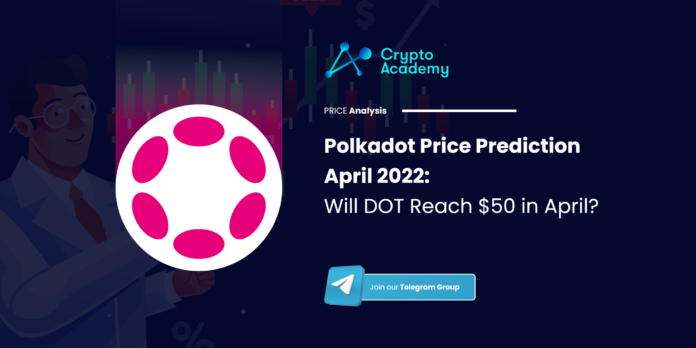 Crypto
Academy
PRICE Analysis
Polkadot Price Prediction
April 2022:
Will DOT Reach $50 in April?
Join our Telegram Group
$
%